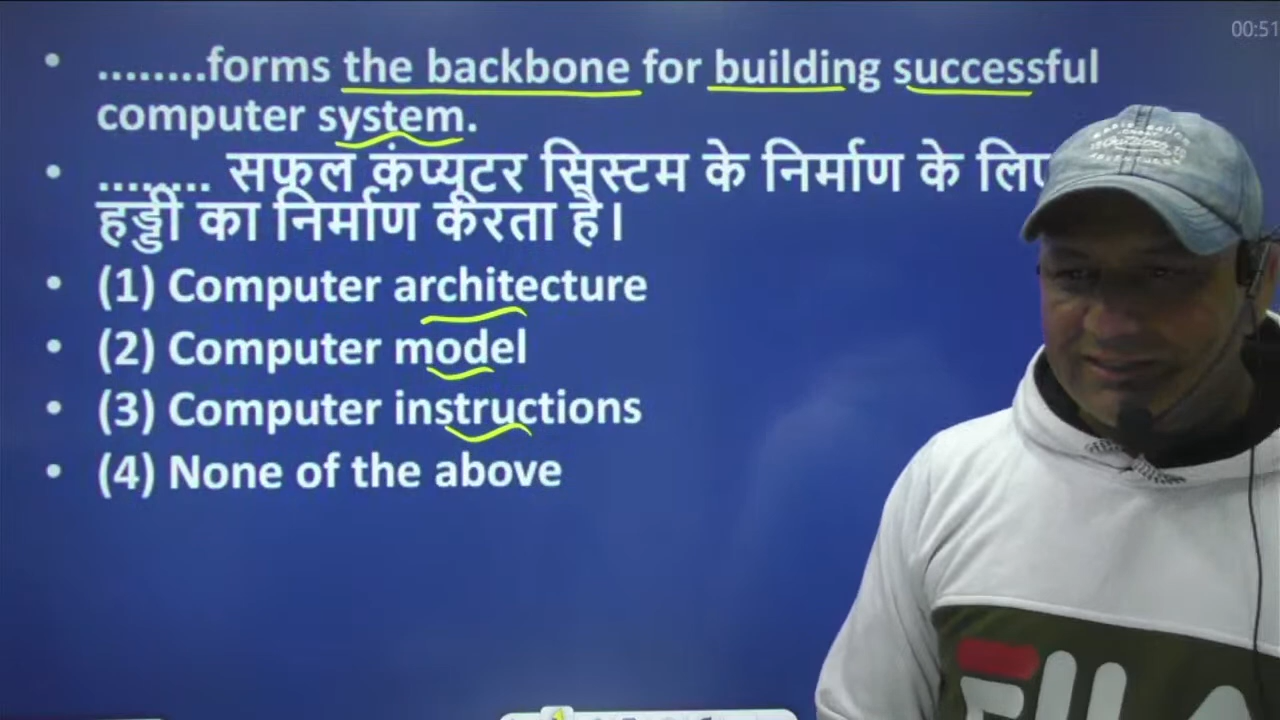 00:51
........forms the backbone for building successful
computer system.
........ सफल कंप्यूटर सिस्टम के निर्माण के लिए
हड्डी का निर्माण करता है।
(1) Computer architecture
(2) Computer model
(3) Computer instructions
(4) None of the above
FILA